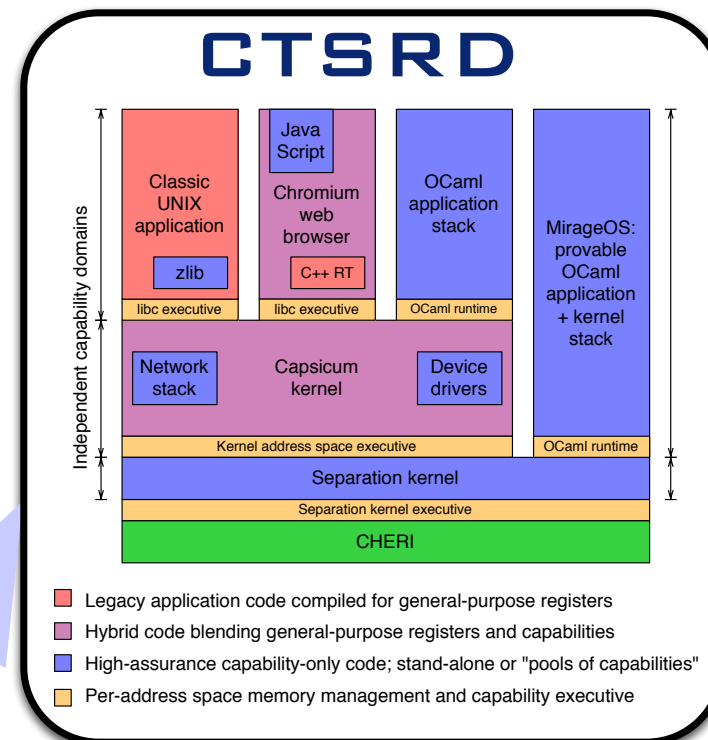 CTSRD
Independent capability domains
Classic
UNIX
application
zlib
libc executive
Java
Script
Chromium
web
browser
C++ RT
libc executive
OCaml
application
stack
OCaml runtime
MirageOS:
provable
OCaml
application
+ kernel
stack
OCaml runtime
Network
stack
Capsicum
kernel
Device
drivers
Kernel address space executive
Separation kernel
Separation kernel executive
CHERI
Legacy application code compiled for general-purpose registers
Hybrid code blending general-purpose registers and capabilities
High-assurance capability-only code; stand-alone or "pools of capabilities"
Per-address space memory management and capability executive